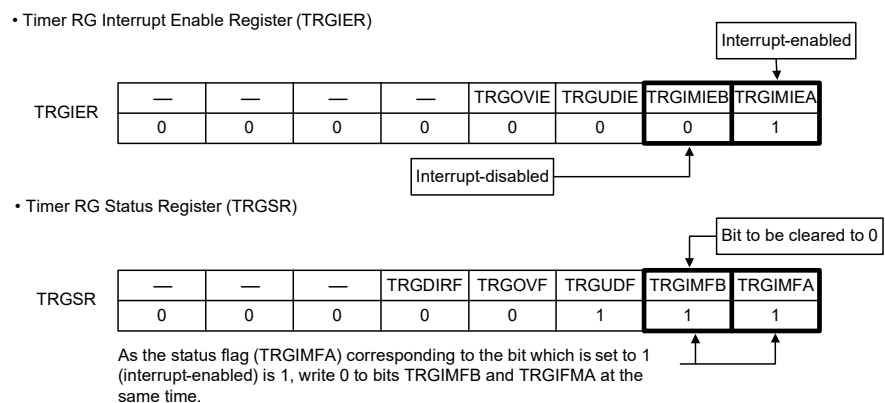 • Timer RG Interrupt Enable Register (TRGIER)
Interrupt-enabled
TRGIER
— — — — TRGOVIE TRGUDIE TRGIMIEB TRGIMIEA
0 0 0 0 0 0 0 1
Interrupt-disabled
• Timer RG Status Register (TRGSR)
Bit to be cleared to 0
TRGSR
— — — TRGDIRF TRGOVF TRGUDF TRGIMFB TRGIMFA
0 0 0 0 0 1 1 1
As the status flag (TRGIMFA) corresponding to the bit which is set to 1
(interrupt-enabled) is 1, write 0 to bits TRGIMFB and TRGIFMA at the
same time.